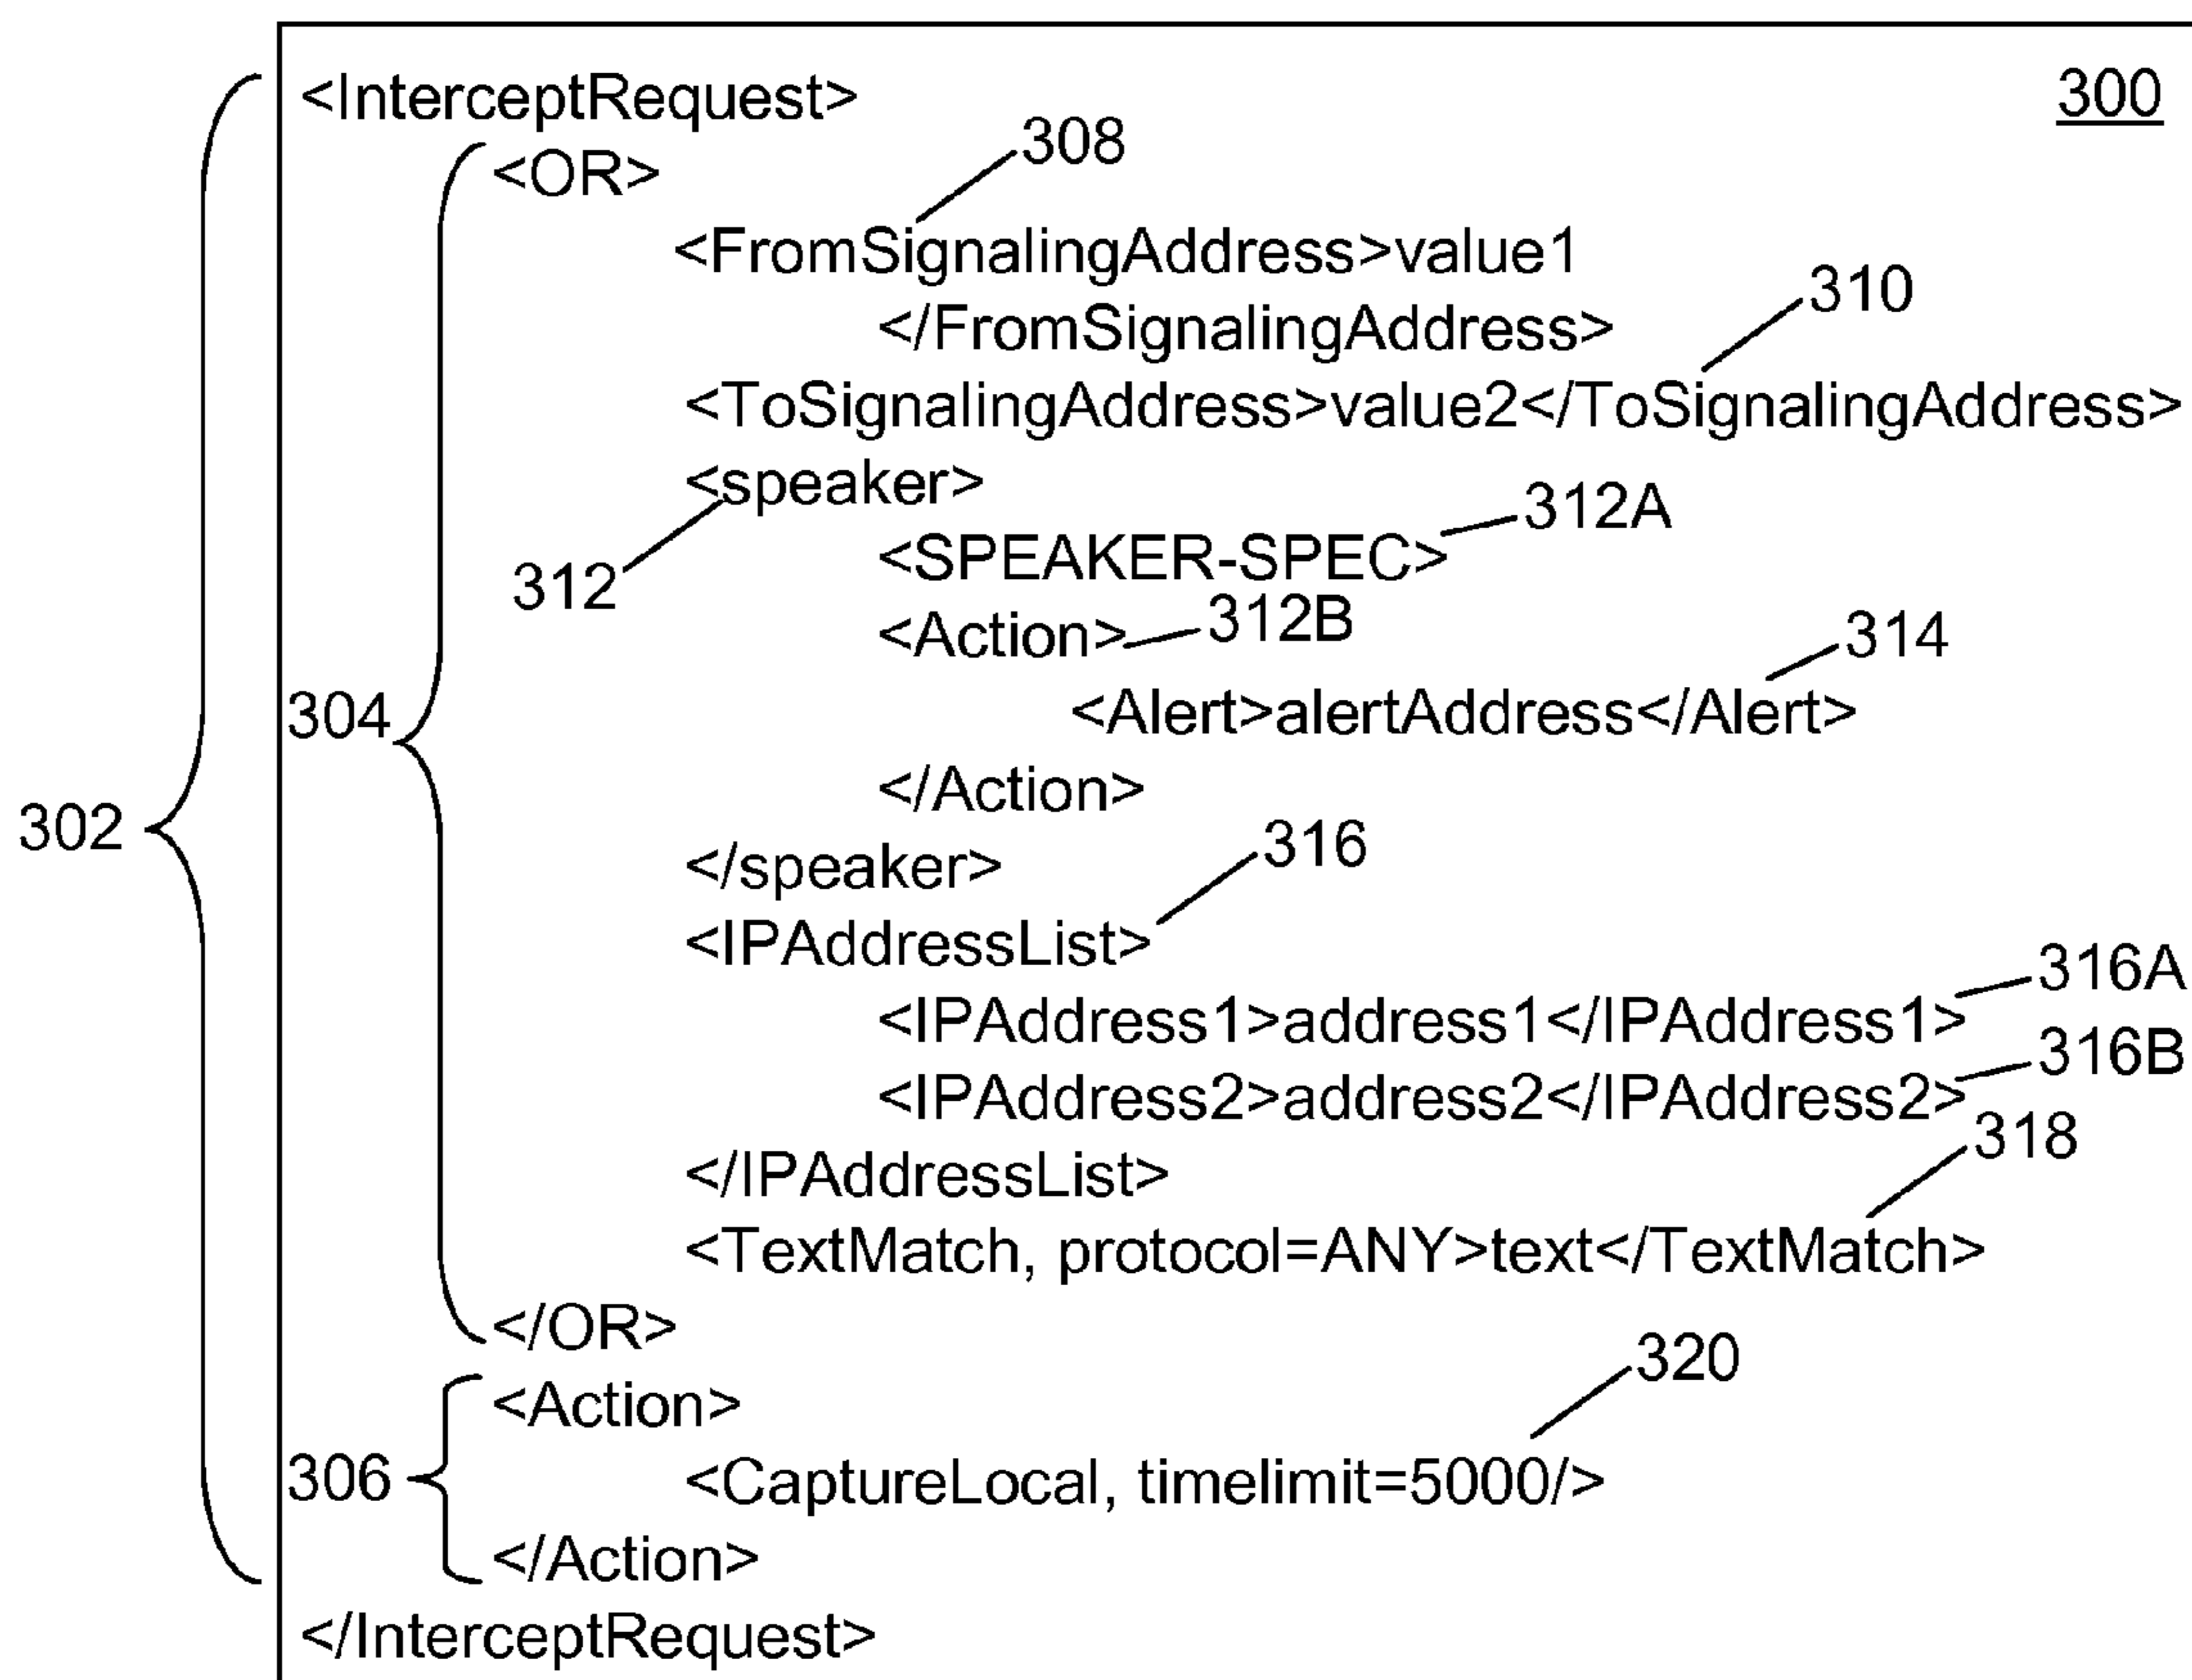 <InterceptRequest> 300
308
<OR>
<FromSignalingAddress>value1
310
</FromSignalingAddress>
<ToSignalingAddress>value2</ToSignalingAddress>
<speaker>
312A
<SPEAKER-SPEC>
312
<Action> 312B
314
304 <Alert>alertAddress</Alert>
</Action>
302
316
</speaker>
<IPAddressList>
316A
<IPAddress1>address1</IPAddress1>
316B
<IPAddress2>address2</IPAddress2>
318
</IPAddressList>
<TextMatch, protocol=ANY>text</TextMatch>
</OR>
320
<Action>
306 <CaptureLocal, timelimit=5000/>
</Action>
</InterceptRequest>